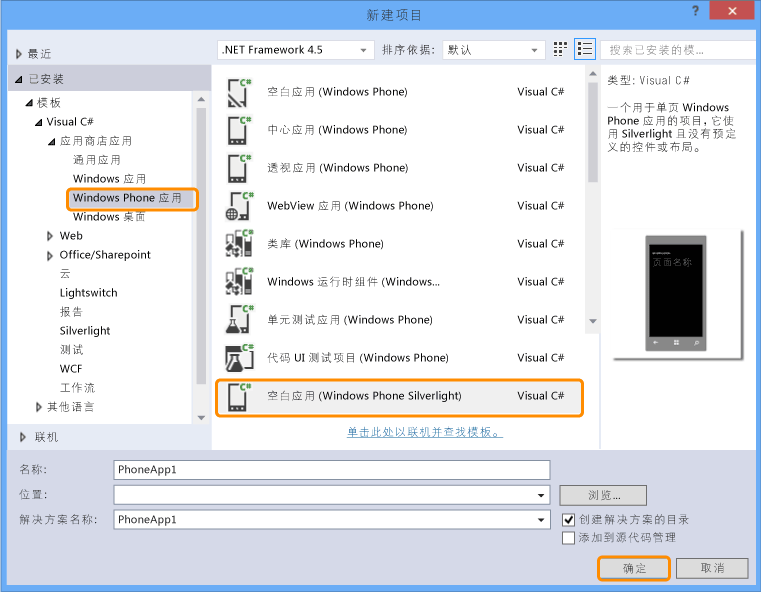 新建项目
?
最近
已安装
模板
Visual C#
应用商店应用
通用应用
Windows 应用
Windows Phone 应用
Windows 桌面
Web
Office/Sharepoint
云
Lightswitch
报告
Silverlight
测试
WCF
工作流
其他语言
联机
.NET Framework 4.5
排序依据: 默认
搜索已安装的模...
空白应用 (Windows Phone) Visual C#
中心应用 (Windows Phone) Visual C#
透视应用 (Windows Phone) Visual C#
WebView 应用 (Windows Phone) Visual C#
类库 (Windows Phone) Visual C#
Windows 运行时组件 (Windows... Visual C#
单元测试应用 (Windows Phone) Visual C#
代码 UI 测试项目 (Windows Phone) Visual C#
空白应用 (Windows Phone Silverlight) Visual C#
单击此处以联机并查找模板。
类型: Visual C#
一个用于单页 Windows
Phone 应用的项目, 它使
用 Silverlight 且没有预定
义的控件或布局。
页面名称
名称: PhoneApp1
位置: 浏览...
解决方案名称: PhoneApp1
创建解决方案的目录
添加到源代码管理
确定
取消